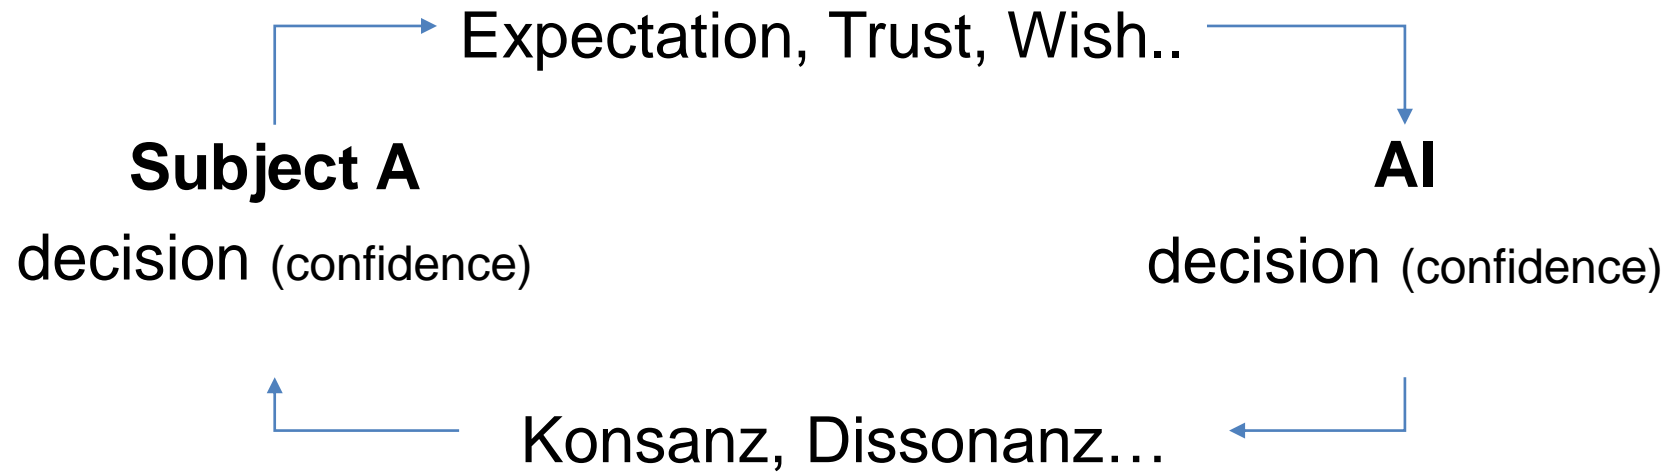 Expectation, Trust, Wish..
Subject A
AI
decision (confidence)
decision (confidence)
Konsanz, Dissonanz…